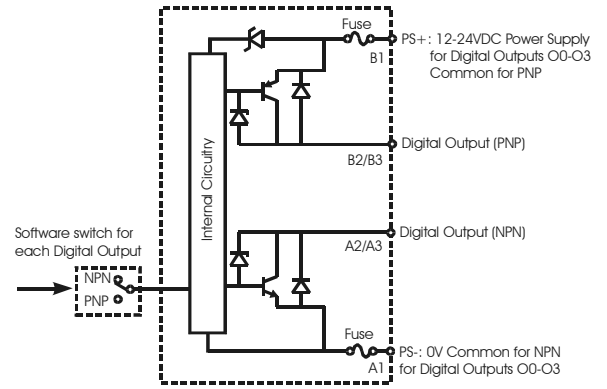 Fuse
PS+: 12-24VDC Power Supply
for Digital Outputs O0-O3
Common for PNP
B1
Digital Output (PNP)
B2/B3
Internal Circuitry
Digital Output (NPN)
A2/A3
Software switch for
each Digital Output
NPN
PNP
Fuse
PS-: 0V Common for NPN
for Digital Outputs O0-O3
A1